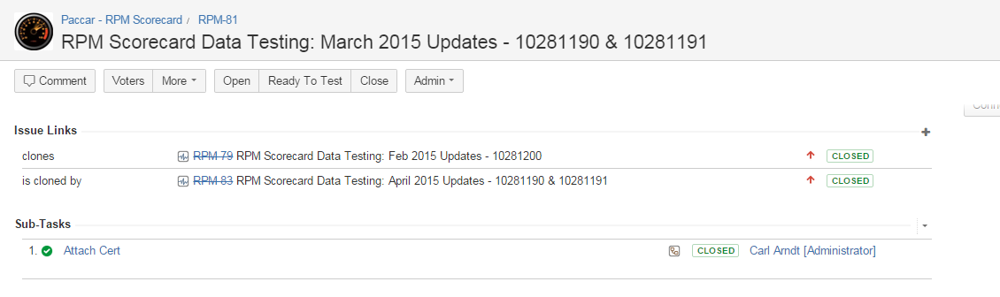 Paccar - RPM Scorecard / RPM-81
RPM Scorecard Data Testing: March 2015 Updates - 10281190 & 10281191
Comment Voters More Open Ready To Test Close Admin
Issue Links
clones RPM-79 RPM Scorecard Data Testing: Feb 2015 Updates - 10281200 CLOSED
is cloned by RPM-83 RPM Scorecard Data Testing: April 2015 Updates - 10281190 & 10281191 CLOSED
Sub-Tasks
1. Attach Cert CLOSED Carl Arndt [Administrator]